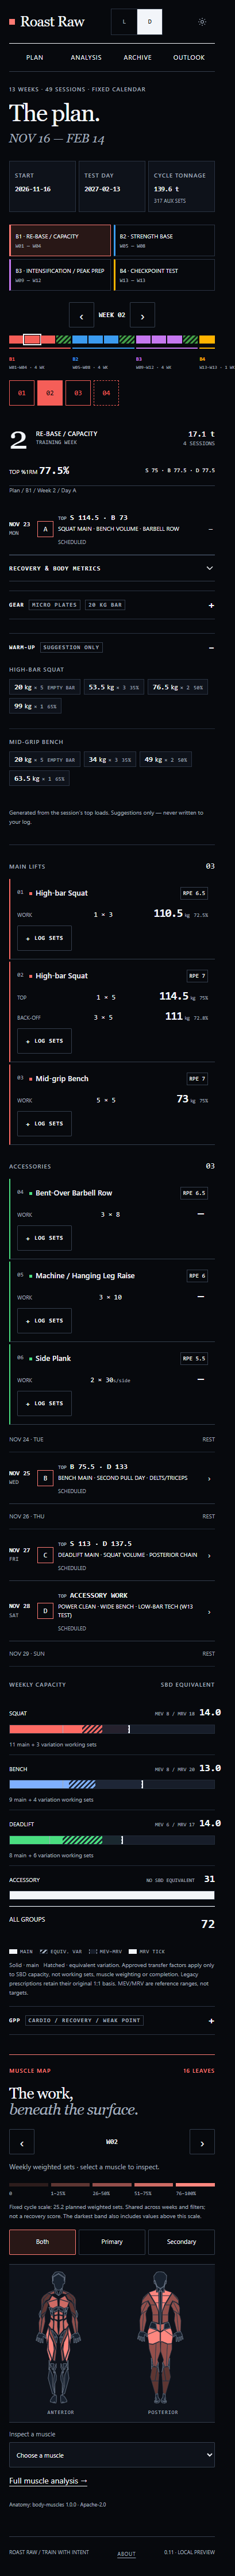 Roast Raw
L D
PLAN ANALYSIS ARCHIVE OUTLOOK
13 WEEKS · 49 SESSIONS · FIXED CALENDAR
The plan.
NOV 16 — FEB 14
START TEST DAY CYCLE TONNAGE
2026-11-16 2027-02-13 139.6 t
317 AUX SETS
B1 · RE-BASE / CAPACITY B2 · STRENGTH BASE
W01 — W04 W05 — W08
B3 · INTENSIFICATION / PEAK PREP B4 · CHECKPOINT TEST
W09 — W12 W13 — W13
‹ WEEK 02 ›
B1 B2 B3 B4
W01—W04 · 4 WK W05—W08 · 4 WK W09—W12 · 4 WK W13—W13 · 1 WK
01 02 03 04
2 RE-BASE / CAPACITY 17.1 t
TRAINING WEEK 4 SESSIONS
TOP %1RM 77.5% S 75 · B 77.5 · D 77.5
Plan / B1 / Week 2 / Day A
NOV 23 MON A TOP S 114.5 · B 73
SQUAT MAIN · BENCH VOLUME · BARBELL ROW –
SCHEDULED
RECOVERY & BODY METRICS
GEAR MICRO PLATES 20 KG BAR +
WARM-UP SUGGESTION ONLY –
HIGH-BAR SQUAT
20 kg × 5 EMPTY BAR 53.5 kg × 3 35% 76.5 kg × 2 50%
99 kg × 1 65%
MID-GRIP BENCH
20 kg × 5 EMPTY BAR 34 kg × 3 35% 49 kg × 2 50%
63.5 kg × 1 65%
Generated from the session's top loads. Suggestions only — never written to
your log.
MAIN LIFTS 03
01 High-bar Squat RPE 6.5
WORK 1 × 3 110.5 kg 72.5%
+ LOG SETS
02 High-bar Squat RPE 7
TOP 1 × 5 114.5 kg 75%
BACK-OFF 3 × 5 111 kg 72.8%
+ LOG SETS
03 Mid-grip Bench RPE 7
WORK 5 × 5 73 kg 75%
+ LOG SETS
ACCESSORIES 03
04 Bent-Over Barbell Row RPE 6.5
WORK 3 × 8 —
+ LOG SETS
05 Machine / Hanging Leg Raise RPE 6
WORK 3 × 10 —
+ LOG SETS
06 Side Plank RPE 5.5
WORK 2 × 30s/side —
+ LOG SETS
NOV 24 · TUE REST
NOV 25 WED B TOP B 75.5 · D 133
BENCH MAIN · SECOND PULL DAY · DELTS/TRICEPS ›
SCHEDULED
NOV 26 · THU REST
NOV 27 FRI C TOP S 113 · D 137.5
DEADLIFT MAIN · SQUAT VOLUME · POSTERIOR CHAIN ›
SCHEDULED
NOV 28 SAT D TOP ACCESSORY WORK
POWER CLEAN · WIDE BENCH · LOW-BAR TECH (W13
TEST) ›
SCHEDULED
NOV 29 · SUN REST
WEEKLY CAPACITY SBD EQUIVALENT
SQUAT MEV 8 / MRV 18 14.0
11 main + 3 variation working sets
BENCH MEV 8 / MRV 20 13.0
9 main + 4 variation working sets
DEADLIFT MEV 6 / MRV 17 14.0
8 main + 6 variation working sets
ACCESSORY NO SBD EQUIVALENT 31
ALL GROUPS 72
MAIN EQUIV. VAR MEV–MRV MRV TICK
Solid · main Hatched · equivalent variation. Approved transfer factors apply only
to SBD capacity, not working sets, muscle weighting or tonnage. Legacy
prescriptions retain their original 1:1 basis. MEV/MRV are reference ranges, not
targets.
GPP CARDIO / RECOVERY / WEAK POINT +
MUSCLE MAP 16 LEAVES
The work,
beneath the surface.
‹ W02 ›
Weekly weighted sets · select a muscle to inspect.
0 1–25% 26–50% 51–75% 76–100%
Fixed cycle scale: 25.2 planned weighted sets. Shared across weeks and filters;
not a recovery score. The darkest band also includes values above this scale.
Both Primary Secondary
ANTERIOR POSTERIOR
Inspect a muscle
Choose a muscle
Full muscle analysis →
Anatomy: body-muscles 1.0.0 · Apache-2.0
ROAST RAW / TRAIN WITH INTENT ABOUT 0.11 · LOCAL PREVIEW